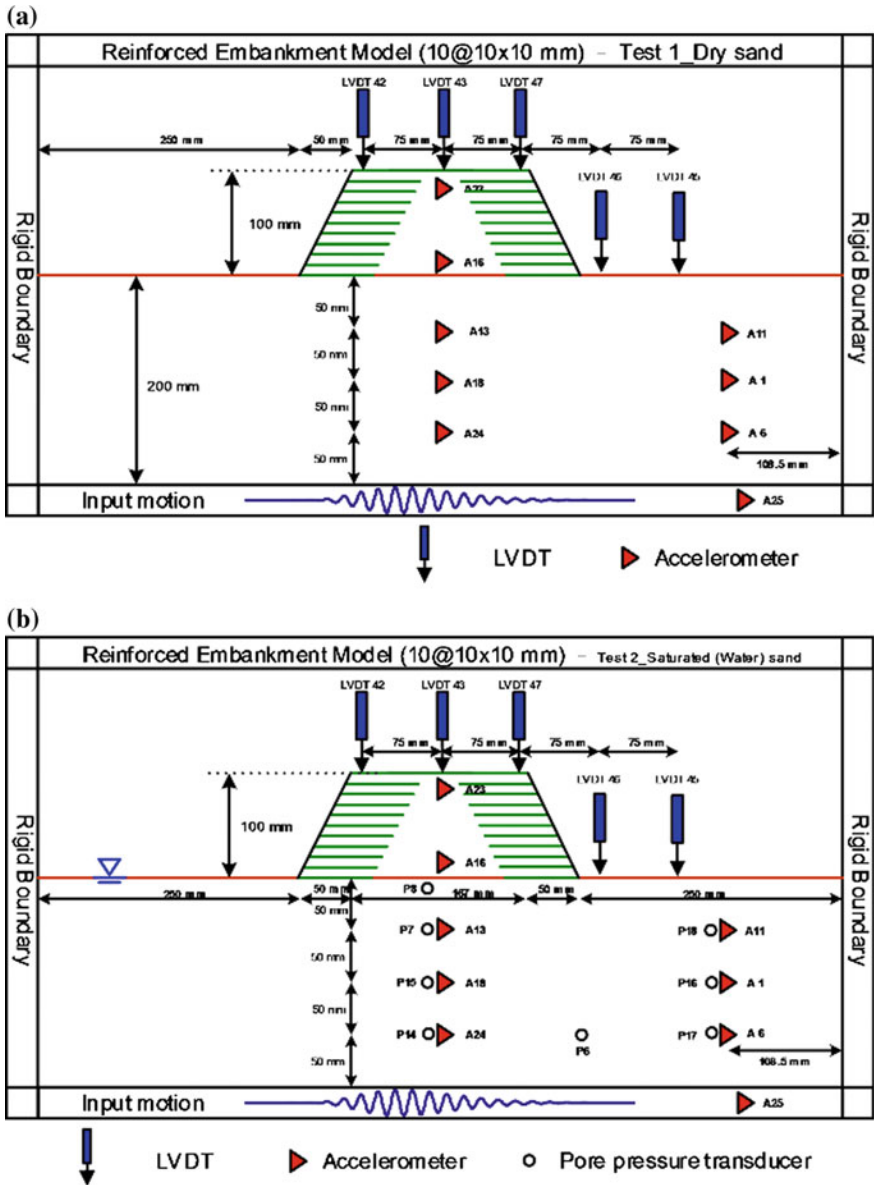 (a)
Reinforced Embankment Model (10@10x10 mm) – Test 1_Dry sand
LVDT 42
LVDT 43
LVDT 47
250 mm
50 mm
75 mm
75 mm
75 mm
75 mm
LVDT 46
LVDT 45
100 mm
A16
Rigid Boundary
Rigid Boundary
50 mm
A13
A11
50 mm
200 mm
A18
A 1
50 mm
A24
A 6
50 mm
108.5 mm
Input motion
A25
LVDT
Accelerometer
(b)
Reinforced Embankment Model (10@10x10 mm) – Test 2_Saturated (Water) sand
LVDT 42
LVDT 43
LVDT 47
75 mm
75 mm
75 mm
75 mm
LVDT 46
LVDT 45
A23
100 mm
A16
Rigid Boundary
Rigid Boundary
P8
250 mm
50 mm
167 mm
50 mm
250 mm
50 mm
P7
A13
P18
A11
50 mm
P15
A18
P16
A 1
50 mm
P14
A24
P6
P17
A 6
50 mm
108.5 mm
Input motion
A25
LVDT
Accelerometer
Pore pressure transducer